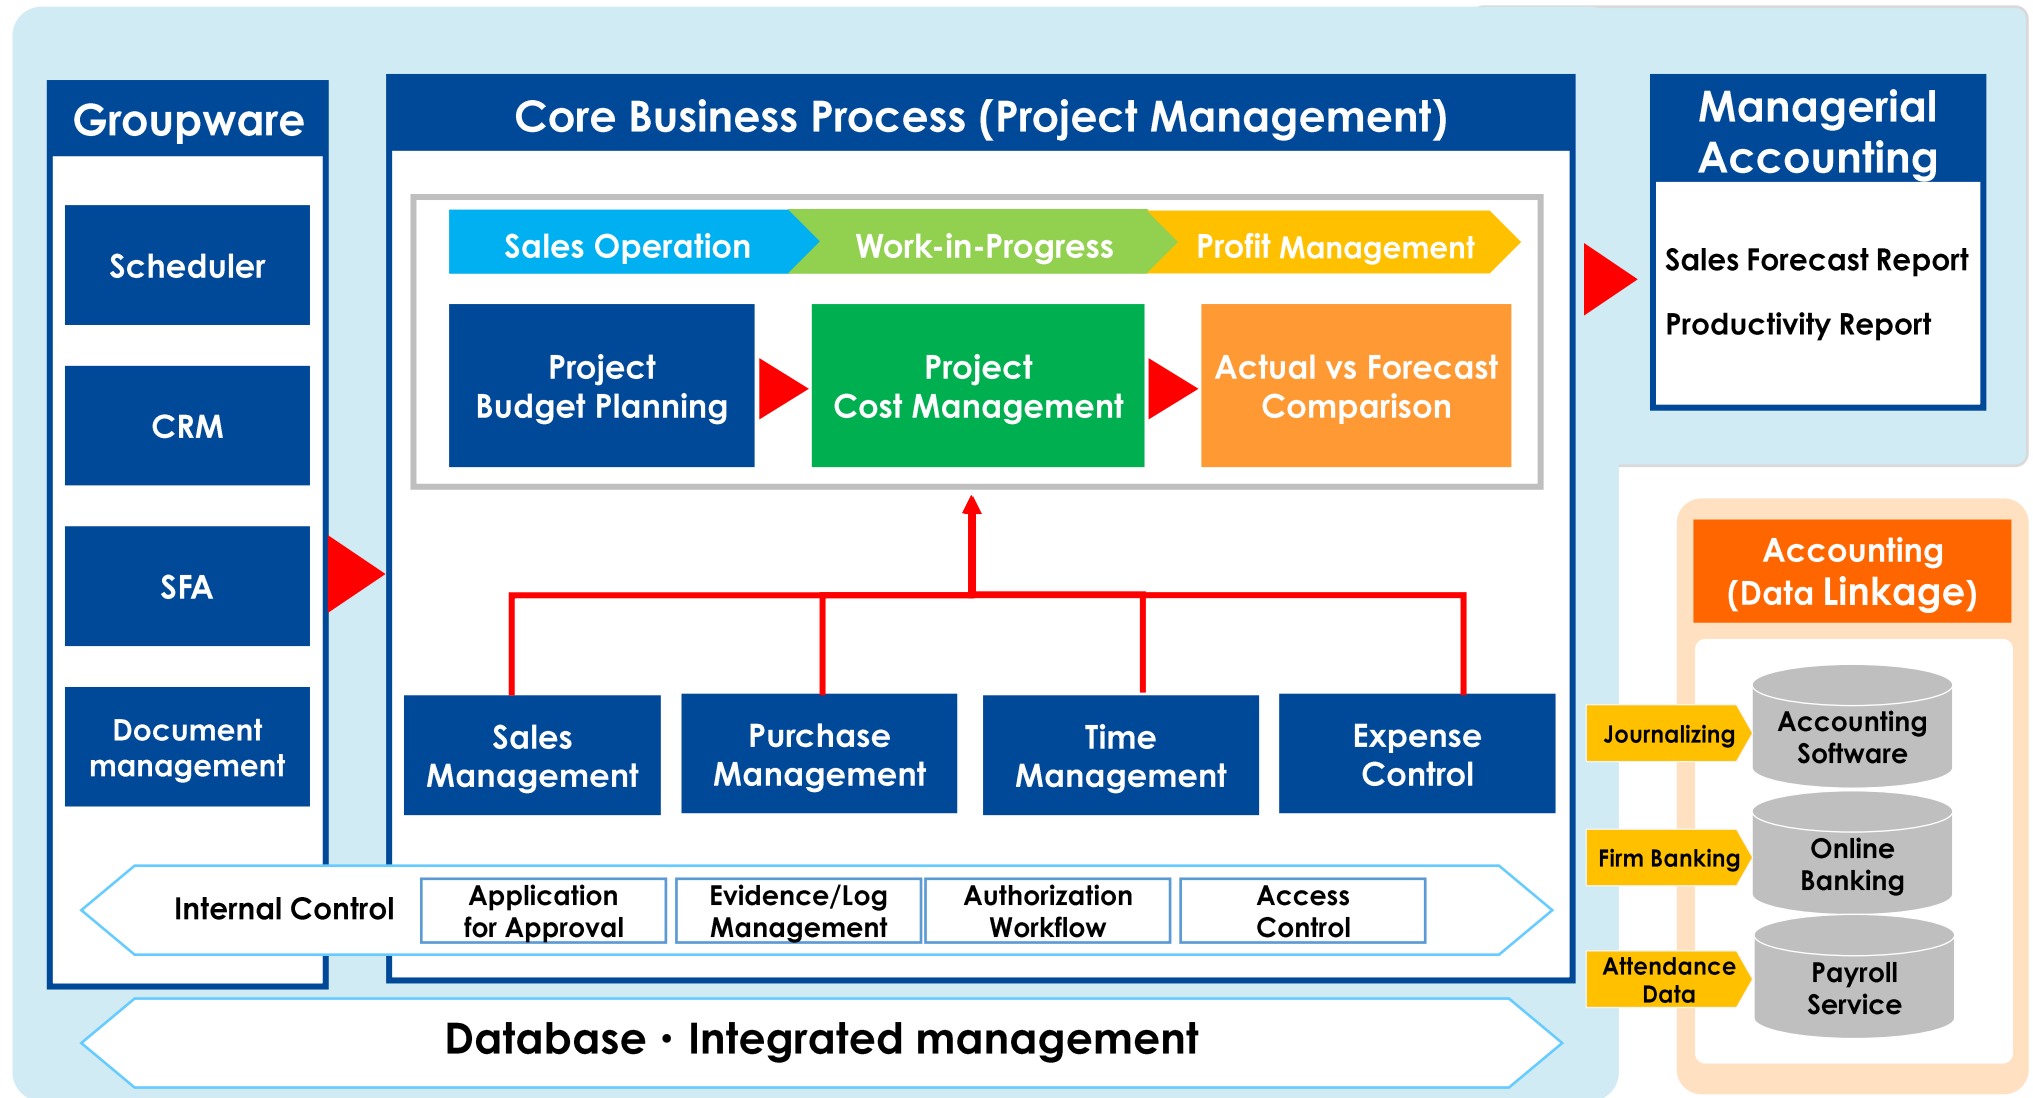 Groupware
Scheduler
CRM
SFA
Document
management
Core Business Process (Project Management)
Sales Operation
Work-in-Progress
Profit Management
Project
Budget Planning
Project
Cost Management
Actual vs Forecast
Comparison
Sales
Management
Purchase
Management
Time
Management
Expense
Control
Internal Control
Application
for Approval
Evidence/Log
Management
Authorization
Workflow
Access
Control
Database・Integrated management
Managerial
Accounting
Sales Forecast Report
Productivity Report
Accounting
(Data Linkage)
Journalizing
Accounting
Software
Firm Banking
Online
Banking
Attendance
Data
Payroll
Service